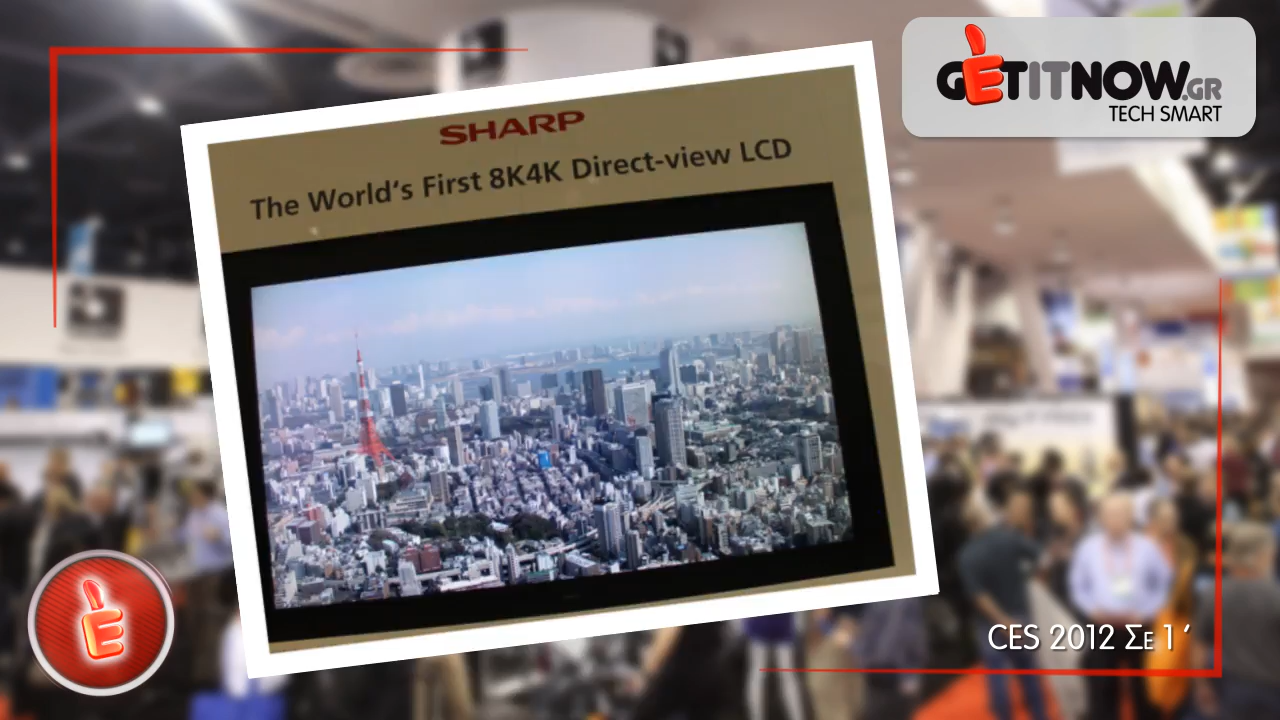 GETITNOW.GR
TECH SMART
SHARP
The World's First 8K4K Direct-view LCD
CES 2012 Σε 1΄